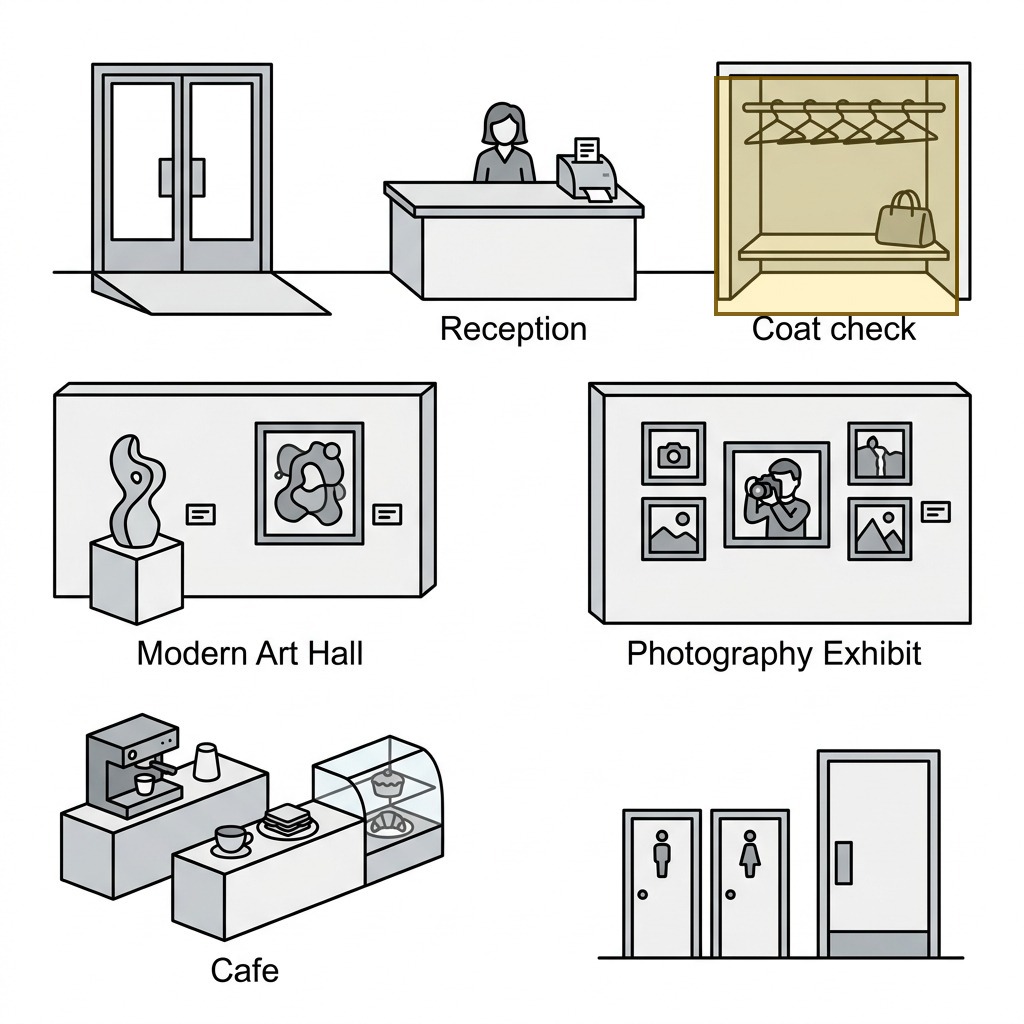 Reception
Coat check
Modern Art Hall
Photography Exhibit
Cafe